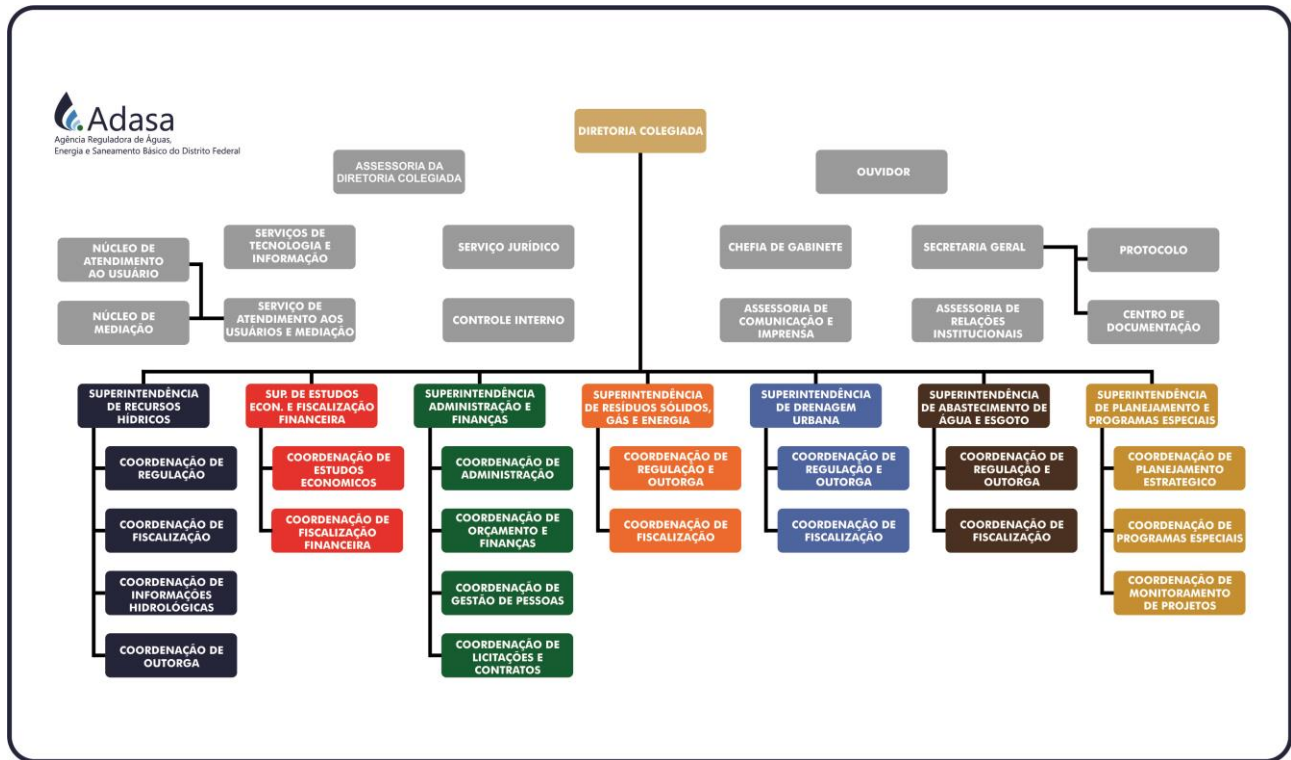 Adasa
Agência Reguladora de Águas,
Energia e Saneamento Básico do Distrito Federal
DIRETORIA COLEGIADA
ASSESSORIA DA
DIRETORIA COLEGIADA
OUVIDOR
NÚCLEO DE
ATENDIMENTO
AO USUÁRIO
SERVIÇOS DE
TECNOLOGIA E
INFORMAÇÃO
SERVIÇO JURÍDICO
CHEFIA DE GABINETE
SECRETARIA GERAL
PROTOCOLO
NÚCLEO DE
MEDIAÇÃO
SERVIÇO DE
ATENDIMENTO AOS
USUÁRIOS E MEDIAÇÃO
CONTROLE INTERNO
ASSESSORIA DE
COMUNICAÇÃO E
IMPRENSA
ASSESSORIA DE
RELAÇÕES
INSTITUCIONAIS
CENTRO DE
DOCUMENTAÇÃO
SUPERINTENDÊNCIA
DE RECURSOS
HÍDRICOS
COORDENAÇÃO DE
REGULAÇÃO
COORDENAÇÃO DE
FISCALIZAÇÃO
COORDENAÇÃO DE
INFORMAÇÕES
HIDROLÓGICAS
COORDENAÇÃO DE
OUTORGA
SUP. DE ESTUDOS
ECON. E FISCALIZAÇÃO
FINANCEIRA
COORDENAÇÃO DE
ESTUDOS
ECONOMICOS
COORDENAÇÃO DE
FISCALIZAÇÃO
FINANCEIRA
SUPERINTENDÊNCIA
ADMINISTRAÇÃO E
FINANÇAS
COORDENAÇÃO DE
ADMINISTRAÇÃO
COORDENAÇÃO DE
ORÇAMENTO E
FINANÇAS
COORDENAÇÃO DE
GESTÃO DE PESSOAS
COORDENAÇÃO DE
LICITAÇÕES E
CONTRATOS
SUPERINTENDÊNCIA
DE RESÍDUOS SÓLIDOS,
GÁS E ENERGIA
COORDENAÇÃO DE
REGULAÇÃO E
OUTORGA
COORDENAÇÃO DE
FISCALIZAÇÃO
SUPERINTENDÊNCIA
DE DRENAGEM
URBANA
COORDENAÇÃO DE
REGULAÇÃO E
OUTORGA
COORDENAÇÃO DE
FISCALIZAÇÃO
SUPERINTENDÊNCIA
DE ABASTECIMENTO DE
ÁGUA E ESGOTO
COORDENAÇÃO DE
REGULAÇÃO E
OUTORGA
COORDENAÇÃO DE
FISCALIZAÇÃO
SUPERINTENDÊNCIA
DE PLANEJAMENTO E
PROGRAMAS ESPECIAIS
COORDENAÇÃO DE
PLANEJAMENTO
ESTRATEGICO
COORDENAÇÃO DE
PROGRAMAS ESPECIAIS
COORDENAÇÃO DE
MONITORAMENTO
DE PROJETOS